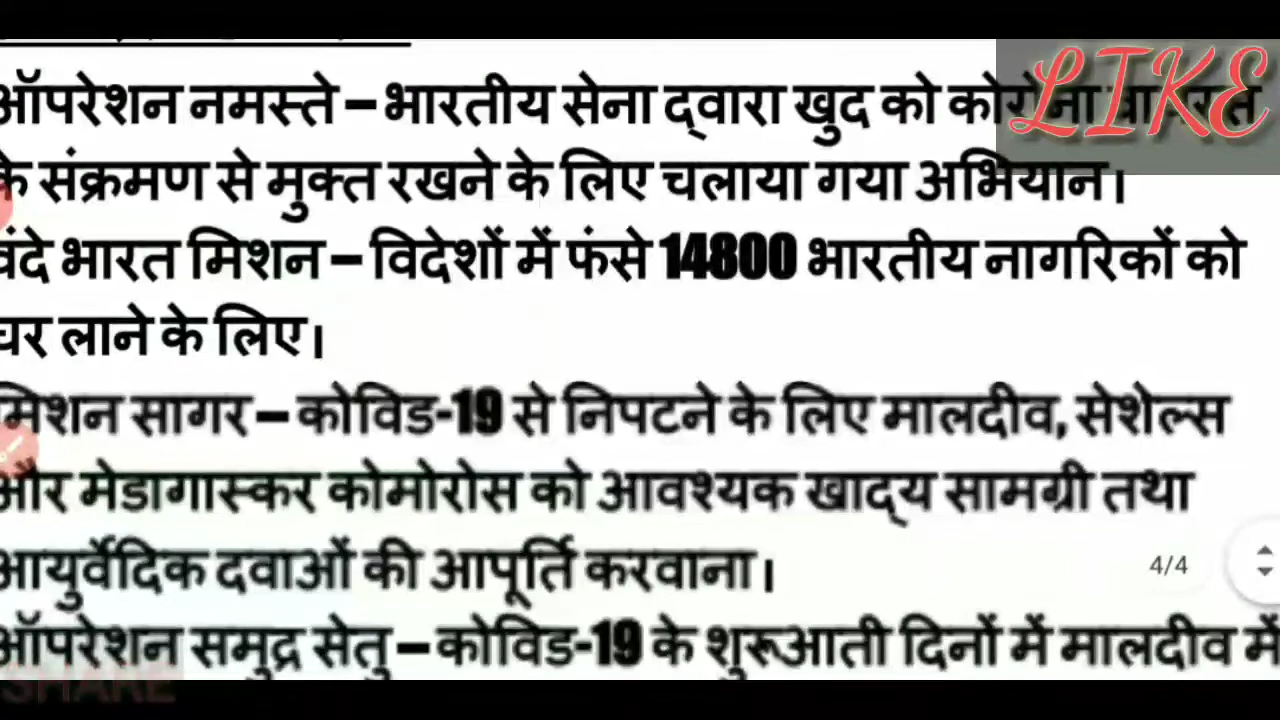 LIKE
ऑपरेशन नमस्ते – भारतीय सेना द्वारा खुद को कोरोना वायरस
के संक्रमण से मुक्त रखने के लिए चलाया गया अभियान।
वंदे भारत मिशन – विदेशों में फंसे 14800 भारतीय नागरिकों को
घर लाने के लिए।
मिशन सागर – कोविड-19 से निपटने के लिए मालदीव, सेशेल्स
और मेडागास्कर कोमोरोस को आवश्यक खाद्य सामग्री तथा
आयुर्वेदिक दवाओं की आपूर्ति करवाना।
4/4
ऑपरेशन समुद्र सेतु – कोविड-19 के शुरूआती दिनों में मालदीव में
SHARE